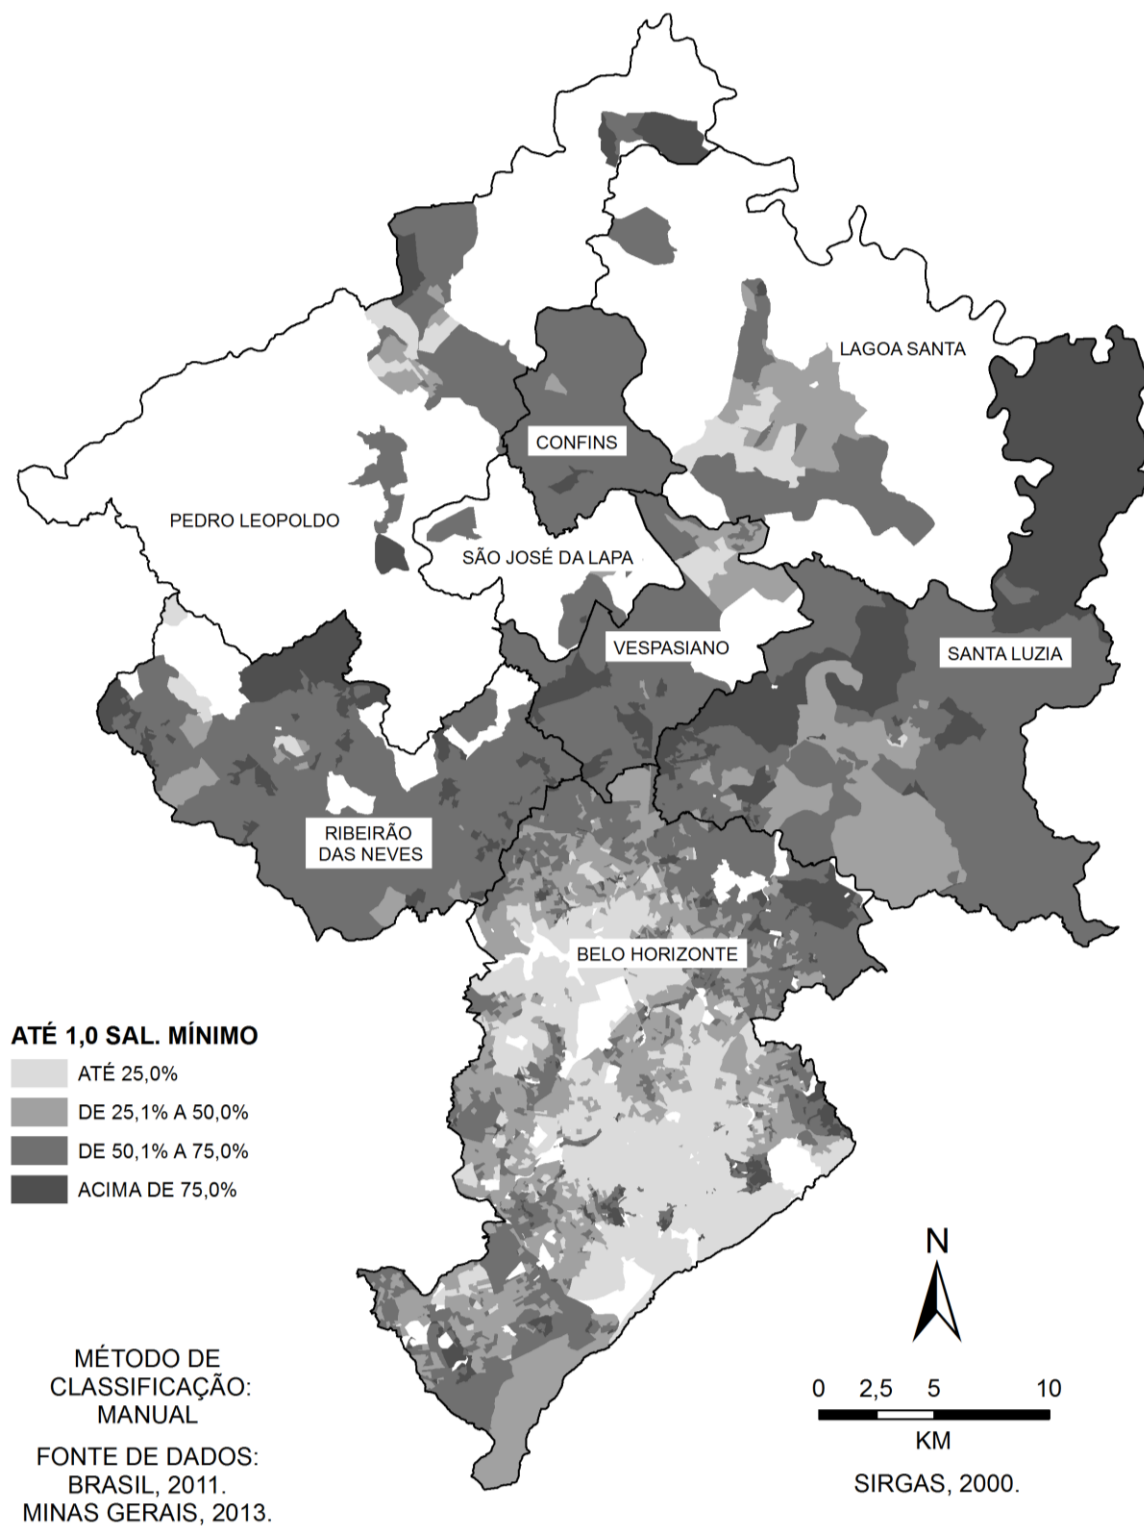 LAGOA SANTA
CONFINS
PEDRO LEOPOLDO
SÃO JOSÉ DA LAPA
VESPASIANO
SANTA LUZIA
RIBEIRÃO
DAS NEVES
BELO HORIZONTE
ATÉ 1,0 SAL. MÍNIMO
ATÉ 25,0%
DE 25,1% A 50,0%
DE 50,1% A 75,0%
ACIMA DE 75,0%
MÉTODO DE
CLASSIFICAÇÃO:
MANUAL
FONTE DE DADOS:
BRASIL, 2011.
MINAS GERAIS, 2013.
N
0 2,5 5 10
KM
SIRGAS, 2000.